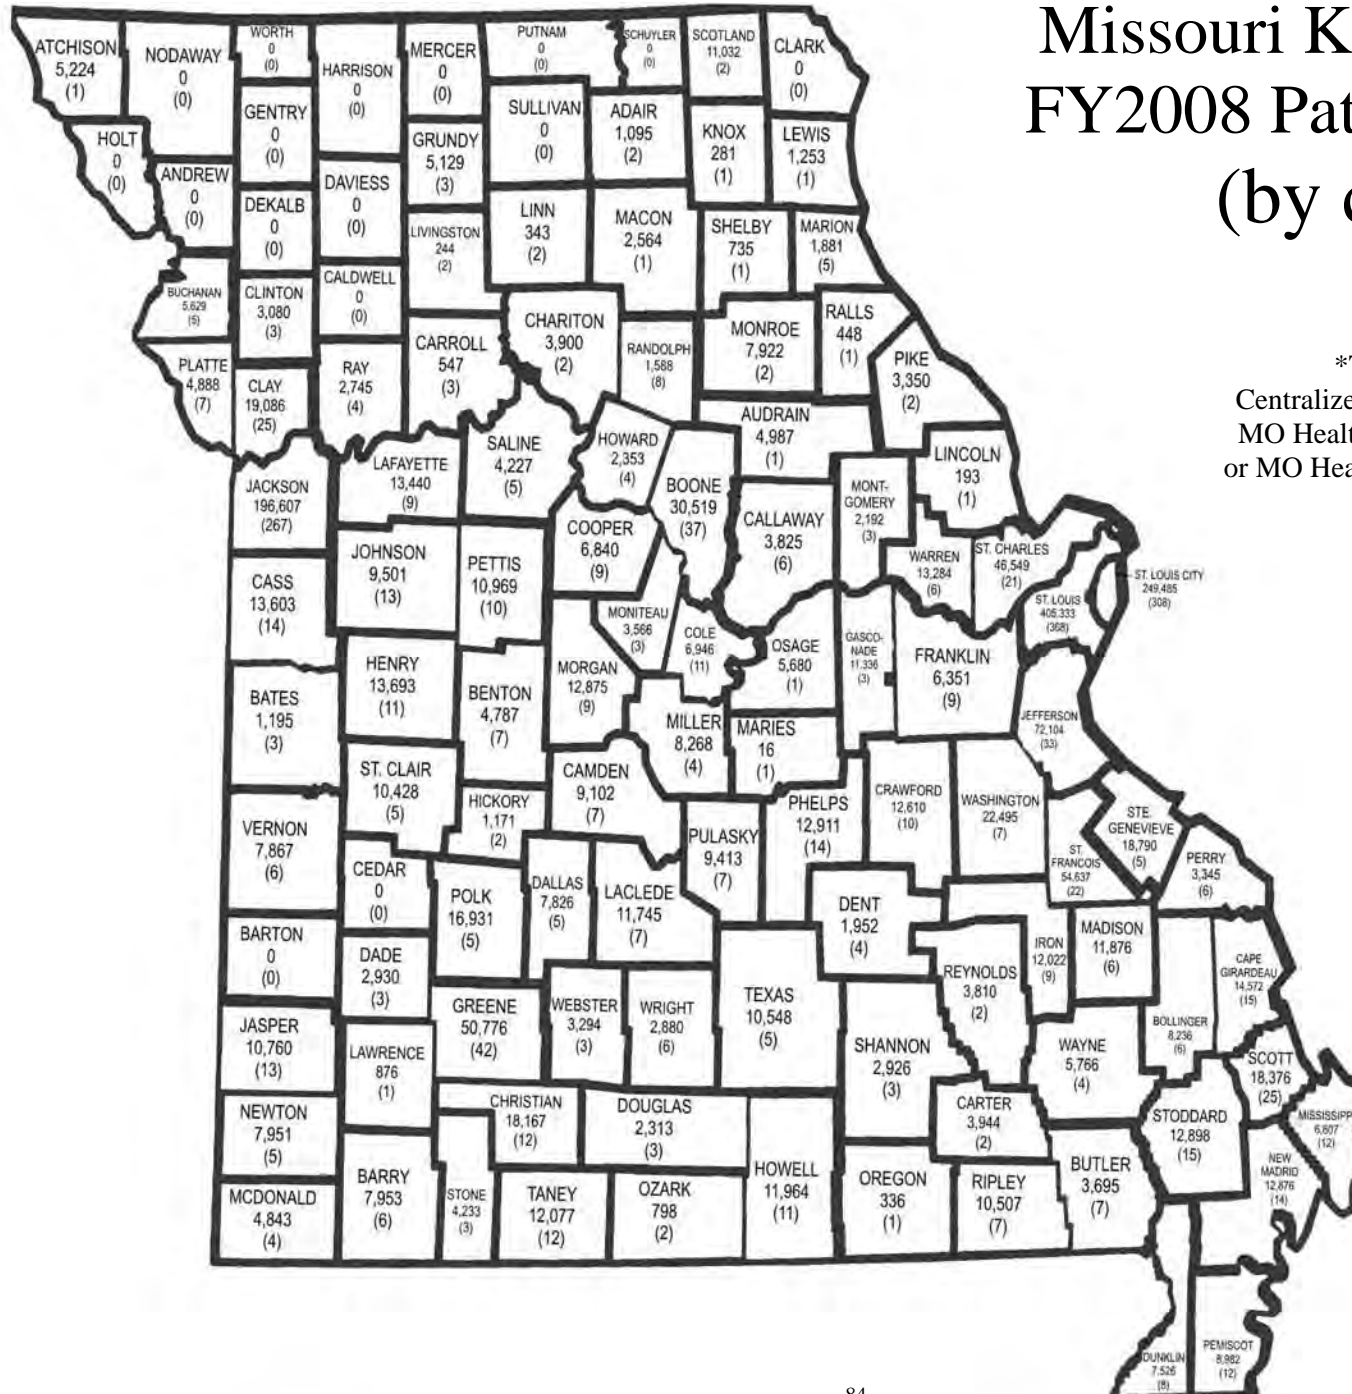 Missouri K
FY2008 Pat
(by
*
Centralize
MO Healt
or MO Hea
ATCHISON
5,224
(1)
NODAWAY
0
(0)
WORTH
0
(0)
HARRISON
0
(0)
MERCER
0
(0)
PUTNAM
0
(0)
SCHUYLER
0
(0)
SCOTLAND
11,032
(2)
CLARK
0
(0)
HOLT
0
(0)
ANDREW
0
(0)
GENTRY
0
(0)
DEKALB
0
(0)
DAVIESS
0
(0)
GRUNDY
5,129
(3)
SULLIVAN
0
(0)
ADAIR
1,095
(2)
KNOX
281
(1)
LEWIS
1,253
(1)
LIVINGSTON
244
(2)
LINN
343
(2)
MACON
2,564
(1)
SHELBY
735
(1)
MARION
1,881
(5)
BUCHANAN
5,629
(5)
CLINTON
3,080
(3)
CALDWELL
0
(0)
CARROLL
547
(3)
CHARITON
3,900
(2)
RANDOLPH
1,588
(8)
MONROE
7,922
(2)
RALLS
448
(1)
PIKE
3,350
(2)
PLATTE
4,888
(7)
CLAY
19,086
(25)
RAY
2,745
(4)
AUDRAIN
4,987
(1)
LINCOLN
193
(1)
JACKSON
196,607
(267)
LAFAYETTE
13,440
(9)
SALINE
4,227
(5)
HOWARD
2,353
(4)
BOONE
30,519
(37)
CALLAWAY
3,825
(6)
MONT-
GOMERY
2,192
(3)
WARREN
13,284
(6)
ST. CHARLES
46,549
(21)
ST. LOUIS
405,333
(368)
ST. LOUIS CITY
249,485
(308)
CASS
13,603
(14)
JOHNSON
9,501
(13)
PETTIS
10,969
(10)
COOPER
6,840
(9)
MONITEAU
3,566
(3)
COLE
6,946
(11)
OSAGE
5,680
(1)
GASCO-
NADE
11,336
(3)
FRANKLIN
6,351
(9)
JEFFERSON
72,104
(33)
BATES
1,195
(3)
HENRY
13,693
(11)
BENTON
4,787
(7)
MORGAN
12,875
(9)
MILLER
8,268
(4)
MARIES
16
(1)
ST. CLAIR
10,428
(5)
HICKORY
1,171
(2)
CAMDEN
9,102
(7)
PULASKY
9,413
(7)
PHELPS
12,911
(14)
CRAWFORD
12,610
(10)
WASHINGTON
22,495
(7)
ST.
FRANCOIS
54,637
(22)
STE.
GENEVIEVE
18,790
(5)
PERRY
3,345
(6)
VERNON
7,867
(6)
CEDAR
0
(0)
POLK
16,931
(5)
DALLAS
7,826
(5)
LACLEDE
11,745
(7)
DENT
1,952
(4)
IRON
12,022
(9)
MADISON
11,876
(6)
BARTON
0
(0)
DADE
2,930
(3)
REYNOLDS
3,810
(2)
CAPE
GIRARDEAU
14,572
(15)
BOLLINGER
8,236
(6)
JASPER
10,760
(13)
LAWRENCE
876
(1)
GREENE
50,776
(42)
WEBSTER
3,294
(3)
WRIGHT
2,880
(6)
TEXAS
10,548
(5)
SHANNON
2,926
(3)
WAYNE
5,766
(4)
SCOTT
18,376
(25)
NEWTON
7,951
(5)
CHRISTIAN
18,167
(12)
DOUGLAS
2,313
(3)
CARTER
3,944
(2)
STODDARD
12,898
(15)
MISSISSIPP
6,607
(12)
MCDONALD
4,843
(4)
BARRY
7,953
(6)
STONE
4,233
(3)
TANEY
12,077
(12)
OZARK
798
(2)
HOWELL
11,964
(11)
OREGON
336
(1)
RIPLEY
10,507
(7)
BUTLER
3,695
(7)
NEW
MADRID
12,876
(14)
DUNKLIN
7,526
(8)
PEMISCOT
8,982
(12)
84